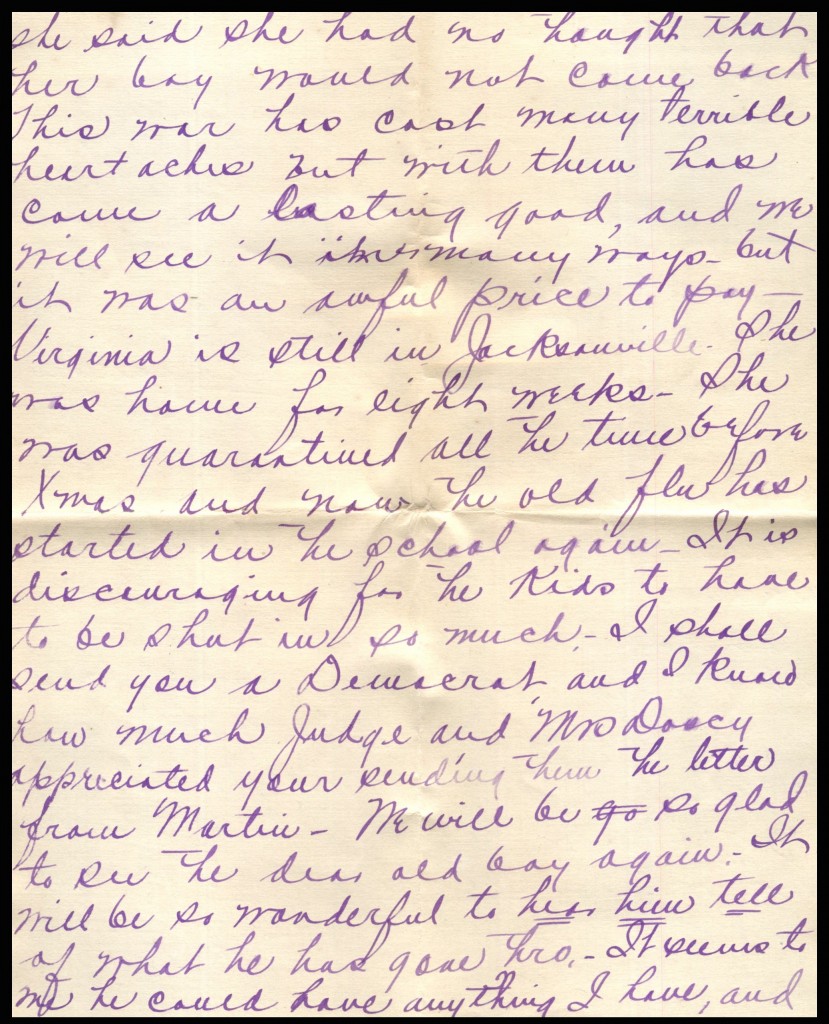 she said she had no thought that
her boy would not come back
This war has cost many terrible
heart aches but with them has
come a lasting good, and we
will see it in many ways - but
it was an awful price to pay -
Virginia is still in Jacksonville. She
was home for eight weeks - She
was quarantined all the time before
Xmas and now the old flu has
started in the school again - It is
discouraging for the Kids to have
to be shut in so much. - I shall
send you a Democrat, and I know
how much Judge and Mrs Doocy
appreciated your sending them the letter
from Martin - We will be go so glad
to see the dear old boy again. - It
will be so wonderful to hear him tell
of what he has gone thro. - It seems to
me he could have anything I have, and